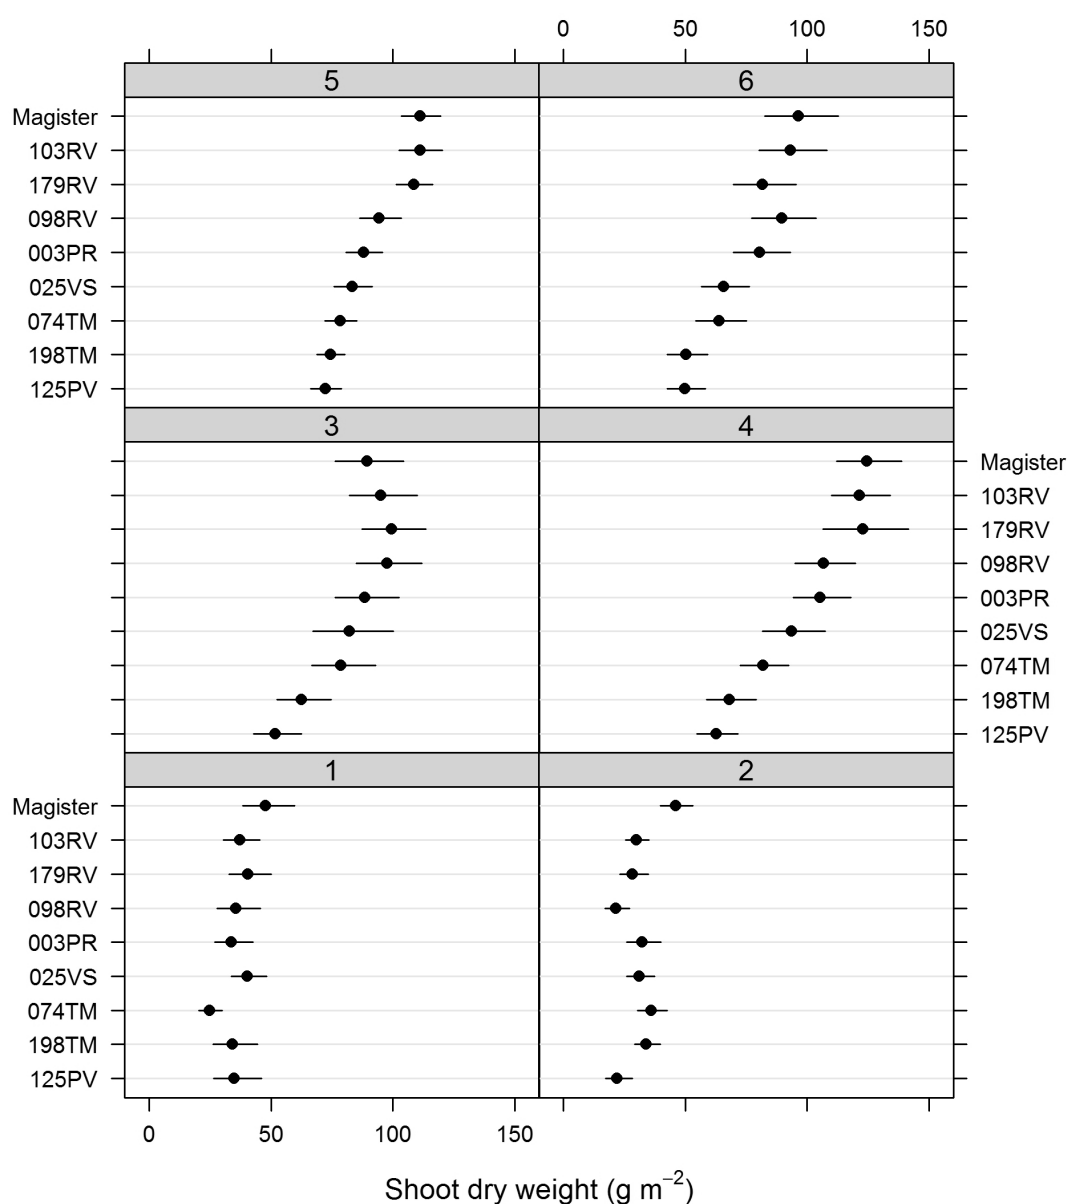 0 50 100 150
5 6
Magister
103RV
179RV
098RV
003PR
025VS
074TM
198TM
125PV
3 4
Magister
103RV
179RV
098RV
003PR
025VS
074TM
198TM
125PV
1 2
Magister
103RV
179RV
098RV
003PR
025VS
074TM
198TM
125PV
0 50 100 150
Shoot dry weight (g m⁻²)